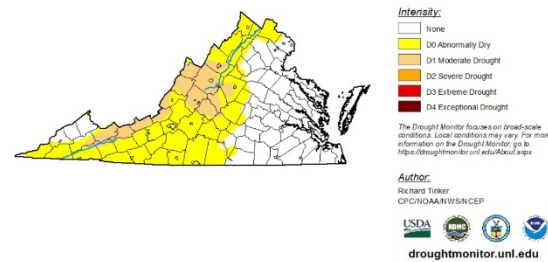 Intensity:
None
D0 Abnormally Dry
D1 Moderate Drought
D2 Severe Drought
D3 Extreme Drought
D4 Exceptional Drought
The Drought Monitor focuses on broad-scale
conditions. Local conditions may vary. For more
information on the Drought Monitor, go to
https://droughtmonitor.unl.edu/About.aspx
Author:
Richard Tinker
CPC/NOAA/NWS/NCEP
USDA
NDMC
droughtmonitor.unl.edu